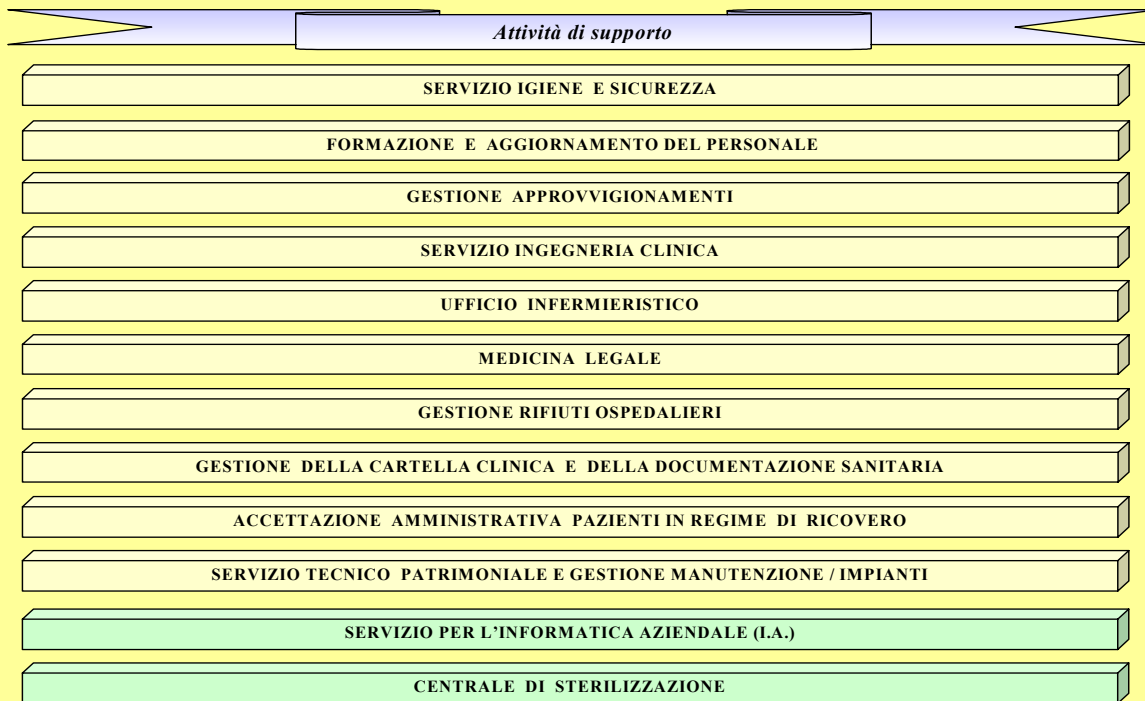 Attività di supporto
SERVIZIO IGIENE E SICUREZZA
FORMAZIONE E AGGIORNAMENTO DEL PERSONALE
GESTIONE APPROVVIGIONAMENTI
SERVIZIO INGEGNERIA CLINICA
UFFICIO INFERMIERISTICO
MEDICINA LEGALE
GESTIONE RIFIUTI OSPEDALIERI
GESTIONE DELLA CARTELLA CLINICA E DELLA DOCUMENTAZIONE SANITARIA
ACCETTAZIONE AMMINISTRATIVA PAZIENTI IN REGIME DI RICOVERO
SERVIZIO TECNICO PATRIMONIALE E GESTIONE MANUTENZIONE / IMPIANTI
SERVIZIO PER L’INFORMATICA AZIENDALE (I.A.)
CENTRALE DI STERILIZZAZIONE